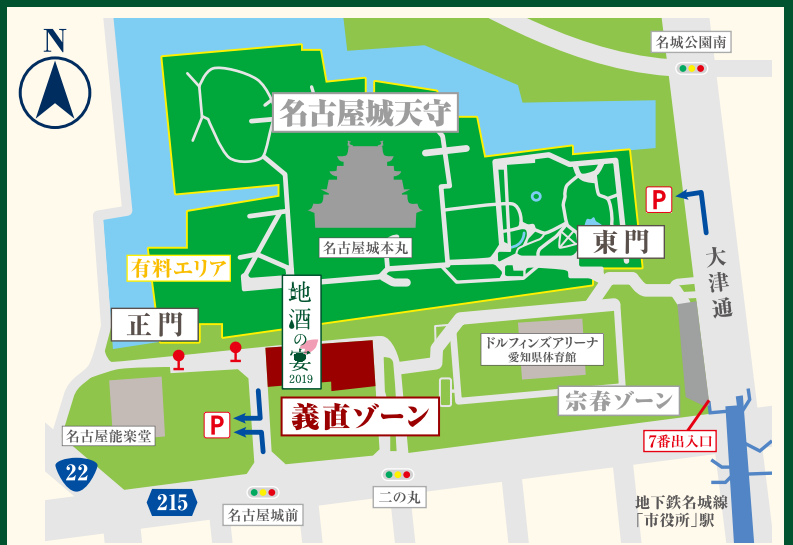 N
名城公園南
名古屋城天守
P
東門
名古屋城本丸
有料エリア
大津通
地酒の宴
2019
正門
ドルフィンズアリーナ
愛知県体育館
宗春ゾーン
義直ゾーン
P
名古屋能楽堂
7番出入口
22
215
名古屋城前
二の丸
地下鉄名城線
「市役所」駅